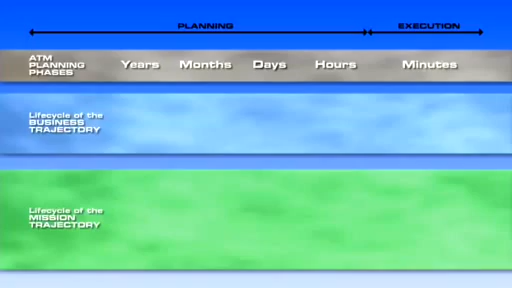 PLANNING EXECUTION
ATM
PLANNING
PHASES
Years Months Days Hours Minutes
Lifecycle of the
BUSINESS
TRAJECTORY
Lifecycle of the
MISSION
TRAJECTORY